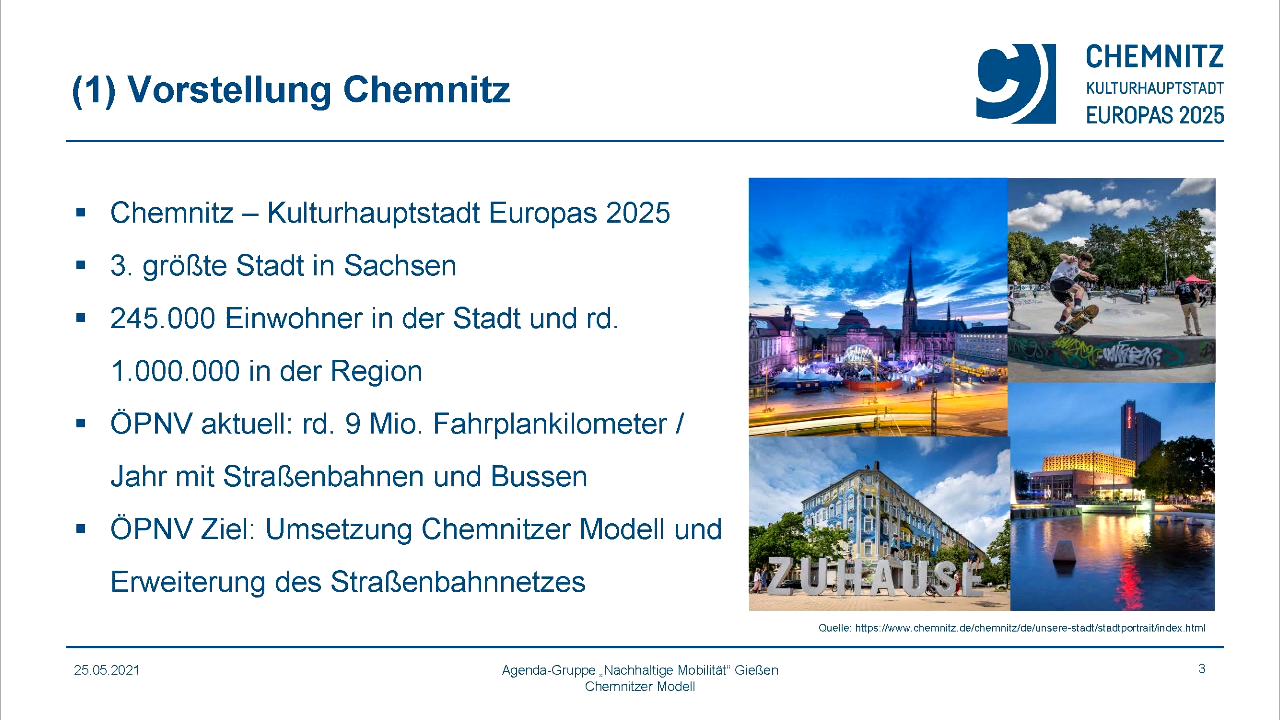 (1) Vorstellung Chemnitz
CHEMNITZ
KULTURHAUPTSTADT
EUROPAS 2025
▪ Chemnitz – Kulturhauptstadt Europas 2025
▪ 3. größte Stadt in Sachsen
▪ 245.000 Einwohner in der Stadt und rd.
1.000.000 in der Region
▪ ÖPNV aktuell: rd. 9 Mio. Fahrplankilometer /
Jahr mit Straßenbahnen und Bussen
▪ ÖPNV Ziel: Umsetzung Chemnitzer Modell und
Erweiterung des Straßenbahnnetzes
ZUHAUSE
Quelle: https://www.chemnitz.de/chemnitz/de/unsere-stadt/stadtportrait/index.html
25.05.2021
Agenda-Gruppe „Nachhaltige Mobilität“ Gießen
Chemnitzer Modell
3